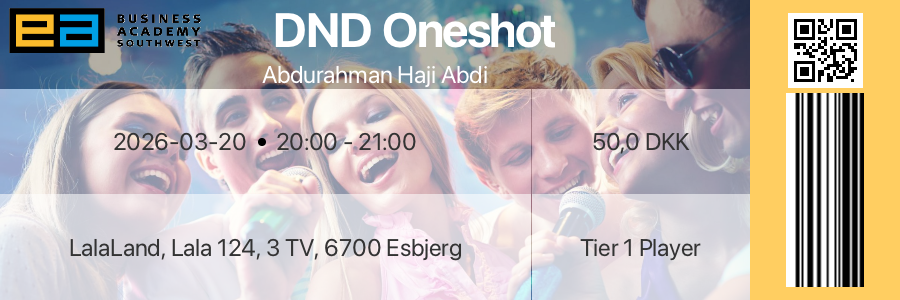 BUSINESS
ACADEMY
SOUTHWEST
DND Oneshot
Abdurahman Haji Abdi
2026-03-20 • 20:00 - 21:00
50,0 DKK
LalaLand, Lala 124, 3 TV, 6700 Esbjerg
Tier 1 Player